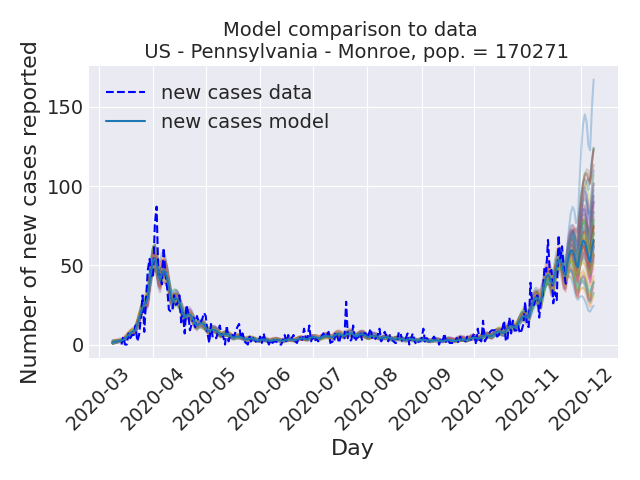 Model comparison to data
US - Pennsylvania - Monroe, pop. = 170271
Number of new cases reported
150
100
50
0
new cases data
new cases model
2020-03
2020-04
2020-05
2020-06
2020-07
2020-08
2020-09
2020-10
2020-11
2020-12
Day